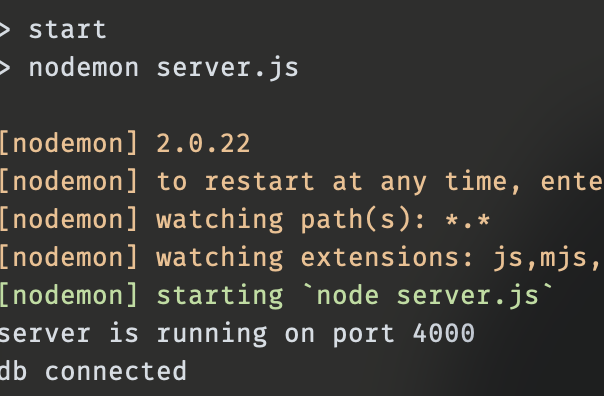 > start
> nodemon server.js
[nodemon] 2.0.22
[nodemon] to restart at any time, ente
[nodemon] watching path(s): *.*
[nodemon] watching extensions: js,mjs,
[nodemon] starting `node server.js`
server is running on port 4000
db connected